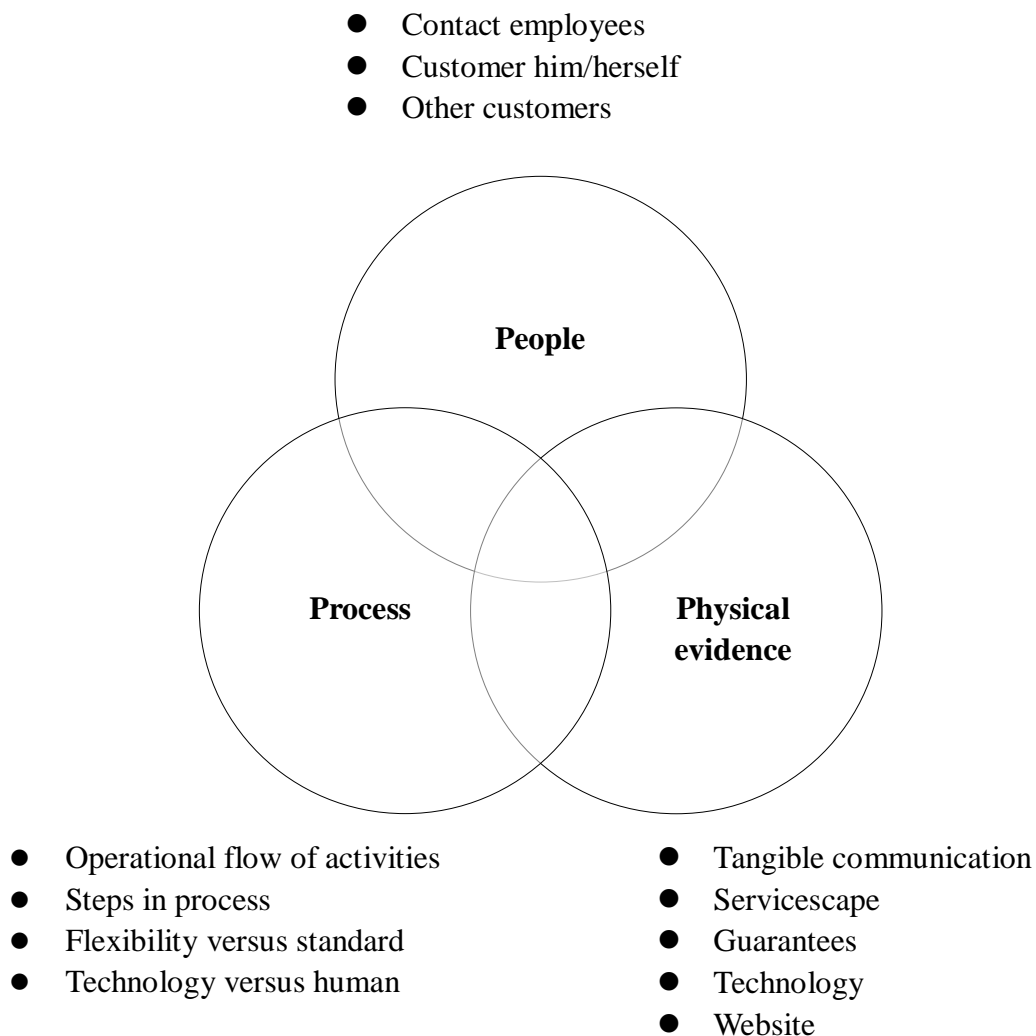 ● Contact employees
● Customer him/herself
● Other customers
People
Process
Physical
evidence
● Operational flow of activities
● Steps in process
● Flexibility versus standard
● Technology versus human
● Tangible communication
● Servicescape
● Guarantees
● Technology
● Website